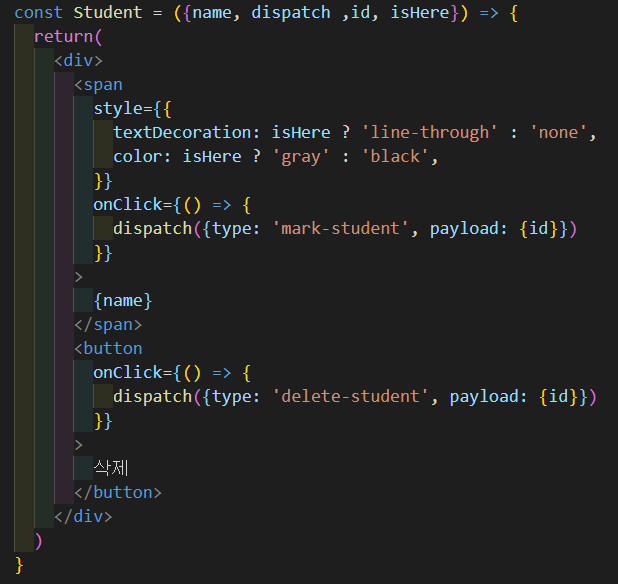 const Student = ({name, dispatch ,id, isHere}) => {
  return(
    <div>
      <span
        style={{
          textDecoration: isHere ? 'line-through' : 'none',
          color: isHere ? 'gray' : 'black',
        }}
        onClick={() => {
          dispatch({type: 'mark-student', payload: {id}})
        }}
      >
        {name}
      </span>
      <button
        onClick={() => {
          dispatch({type: 'delete-student', payload: {id}})
        }}
      >
        삭제
      </button>
    </div>
  )
}